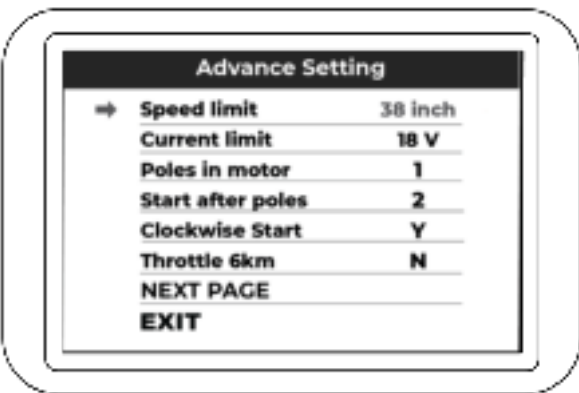 Advance Setting
Speed limit 38 inch
Current limit 18 V
Poles in motor 1
Start after poles 2
Clockwise Start Y
Throttle 6km N
NEXT PAGE
EXIT